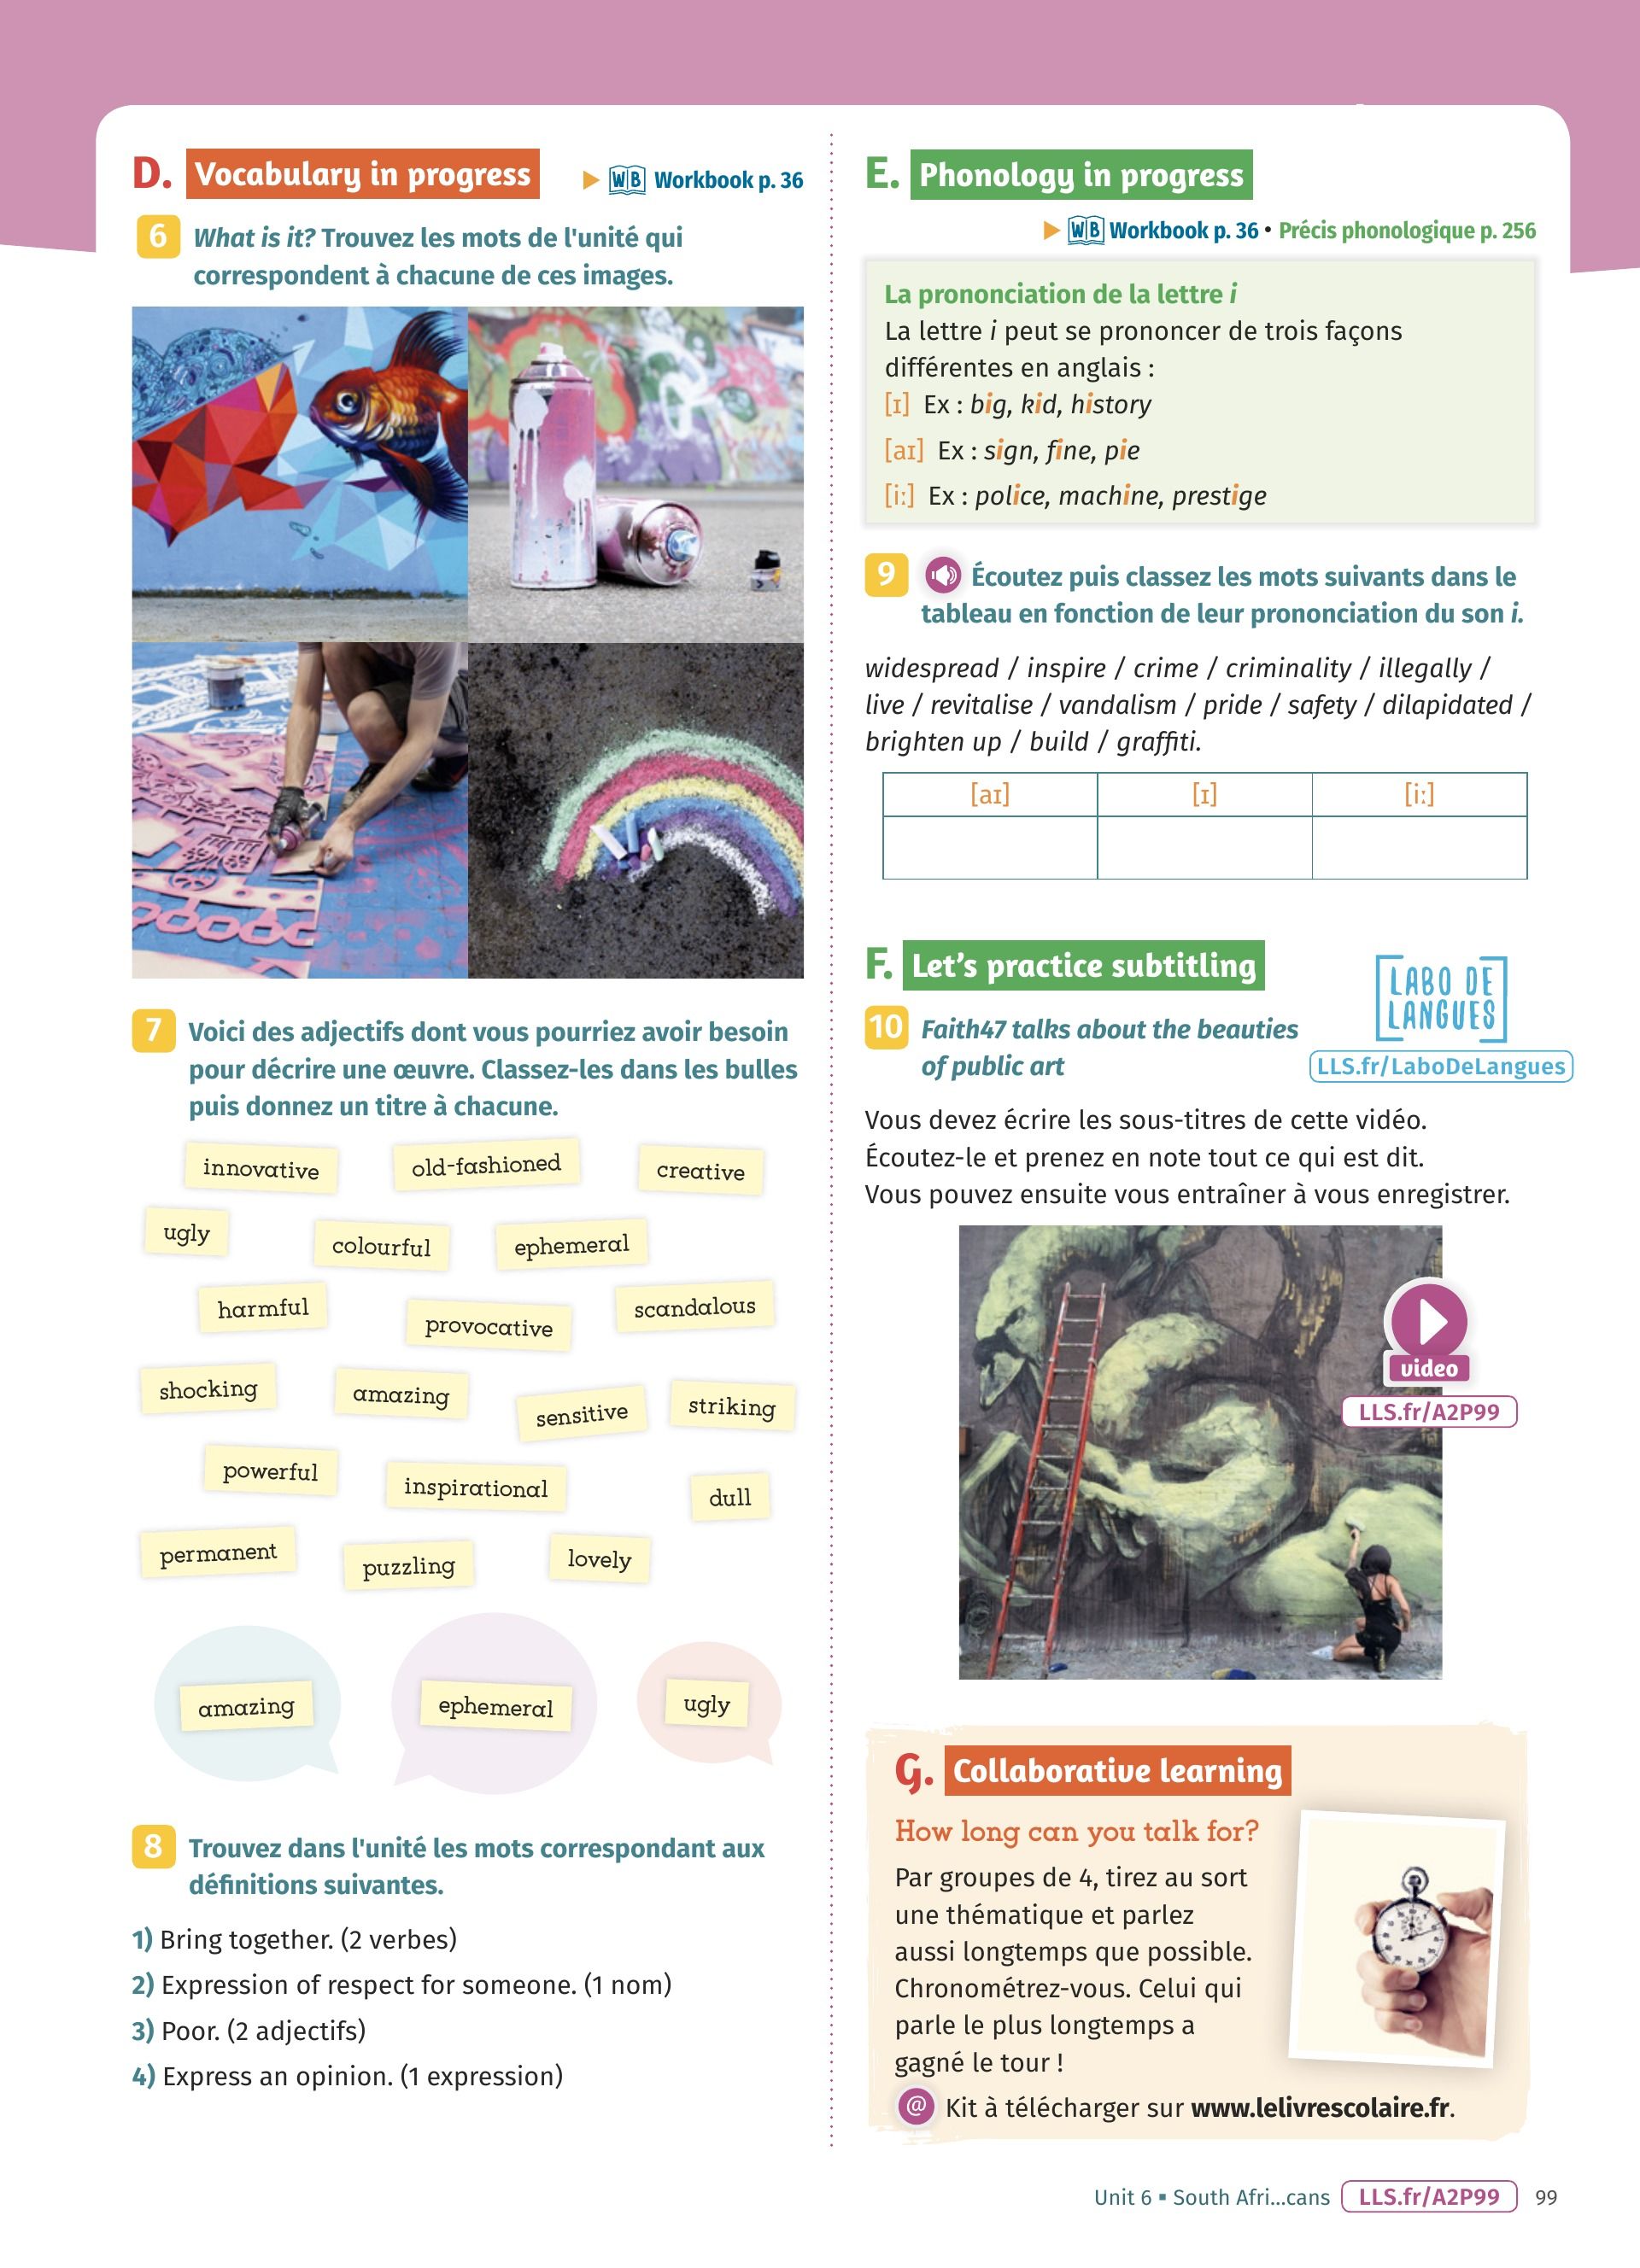 D. Vocabulary in progress
WB Workbook p. 36
6 What is it? Trouvez les mots de l'unité qui
correspondent à chacune de ces images.
7 Voici des adjectifs dont vous pourriez avoir besoin
pour décrire une œuvre. Classez-les dans les bulles
puis donnez un titre à chacune.
innovative old-fashioned creative
ugly colourful ephemeral
harmful provocative scandalous
shocking amazing sensitive striking
powerful inspirational dull
permanent puzzling lovely
amazing ephemeral ugly
8 Trouvez dans l'unité les mots correspondant aux
définitions suivantes.
1) Bring together. (2 verbes)
2) Expression of respect for someone. (1 nom)
3) Poor. (2 adjectifs)
4) Express an opinion. (1 expression)
E. Phonology in progress
WB Workbook p. 36 • Précis phonologique p. 256
La prononciation de la lettre i
La lettre i peut se prononcer de trois façons
différentes en anglais :
[ɪ] Ex : big, kid, history
[aɪ] Ex : sign, fine, pie
[iː] Ex : police, machine, prestige
9 Écoutez puis classez les mots suivants dans le
tableau en fonction de leur prononciation du son i.
widespread / inspire / crime / criminality / illegally /
live / revitalise / vandalism / pride / safety / dilapidated /
brighten up / build / graffiti.
[aɪ] [ɪ] [iː]
F. Let's practice subtitling
LABO DE
LANGUES
LLS.fr/LaboDeLangues
10 Faith47 talks about the beauties
of public art
Vous devez écrire les sous-titres de cette vidéo.
Écoutez-le et prenez en note tout ce qui est dit.
Vous pouvez ensuite vous entraîner à vous enregistrer.
video
LLS.fr/A2P99
G. Collaborative learning
How long can you talk for?
Par groupes de 4, tirez au sort
une thématique et parlez
aussi longtemps que possible.
Chronométrez-vous. Celui qui
parle le plus longtemps a
gagné le tour !
@ Kit à télécharger sur www.lelivrescolaire.fr.
Unit 6 ▪ South Afri...cans LLS.fr/A2P99 99